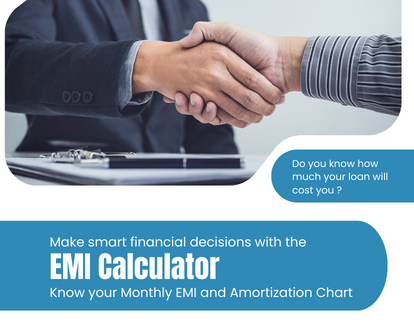 Do you know how
much your loan will
cost you ?
Make smart financial decisions with the
EMI Calculator
Know your Monthly EMI and Amortization Chart